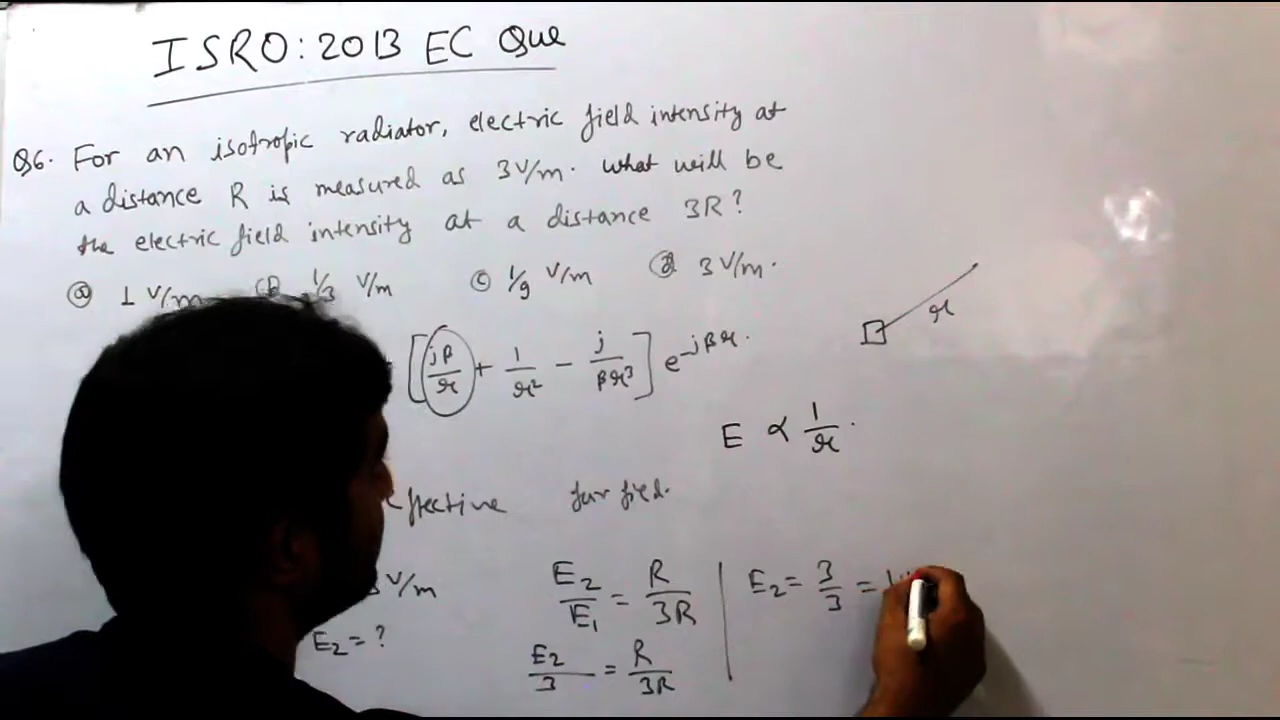 ISRO: 2013 EC Que
Q6. For an isotropic radiator, electric field intensity at
a distance R is measured as 3 V/m. what will be
the electric field intensity at a distance 3R?
ⓐ 1 V/m ⓑ 1/3 V/m ⓒ 1/9 V/m ⓓ 3 V/m.
[jβ/r + 1/r² - j/βr³] e^-jβr.
r
E ∝ 1/r.
far field.
V/m
E₂ = ?
E₂/E₁ = R/3R
E₂/3 = R/3R
E₂ = 3/3 =